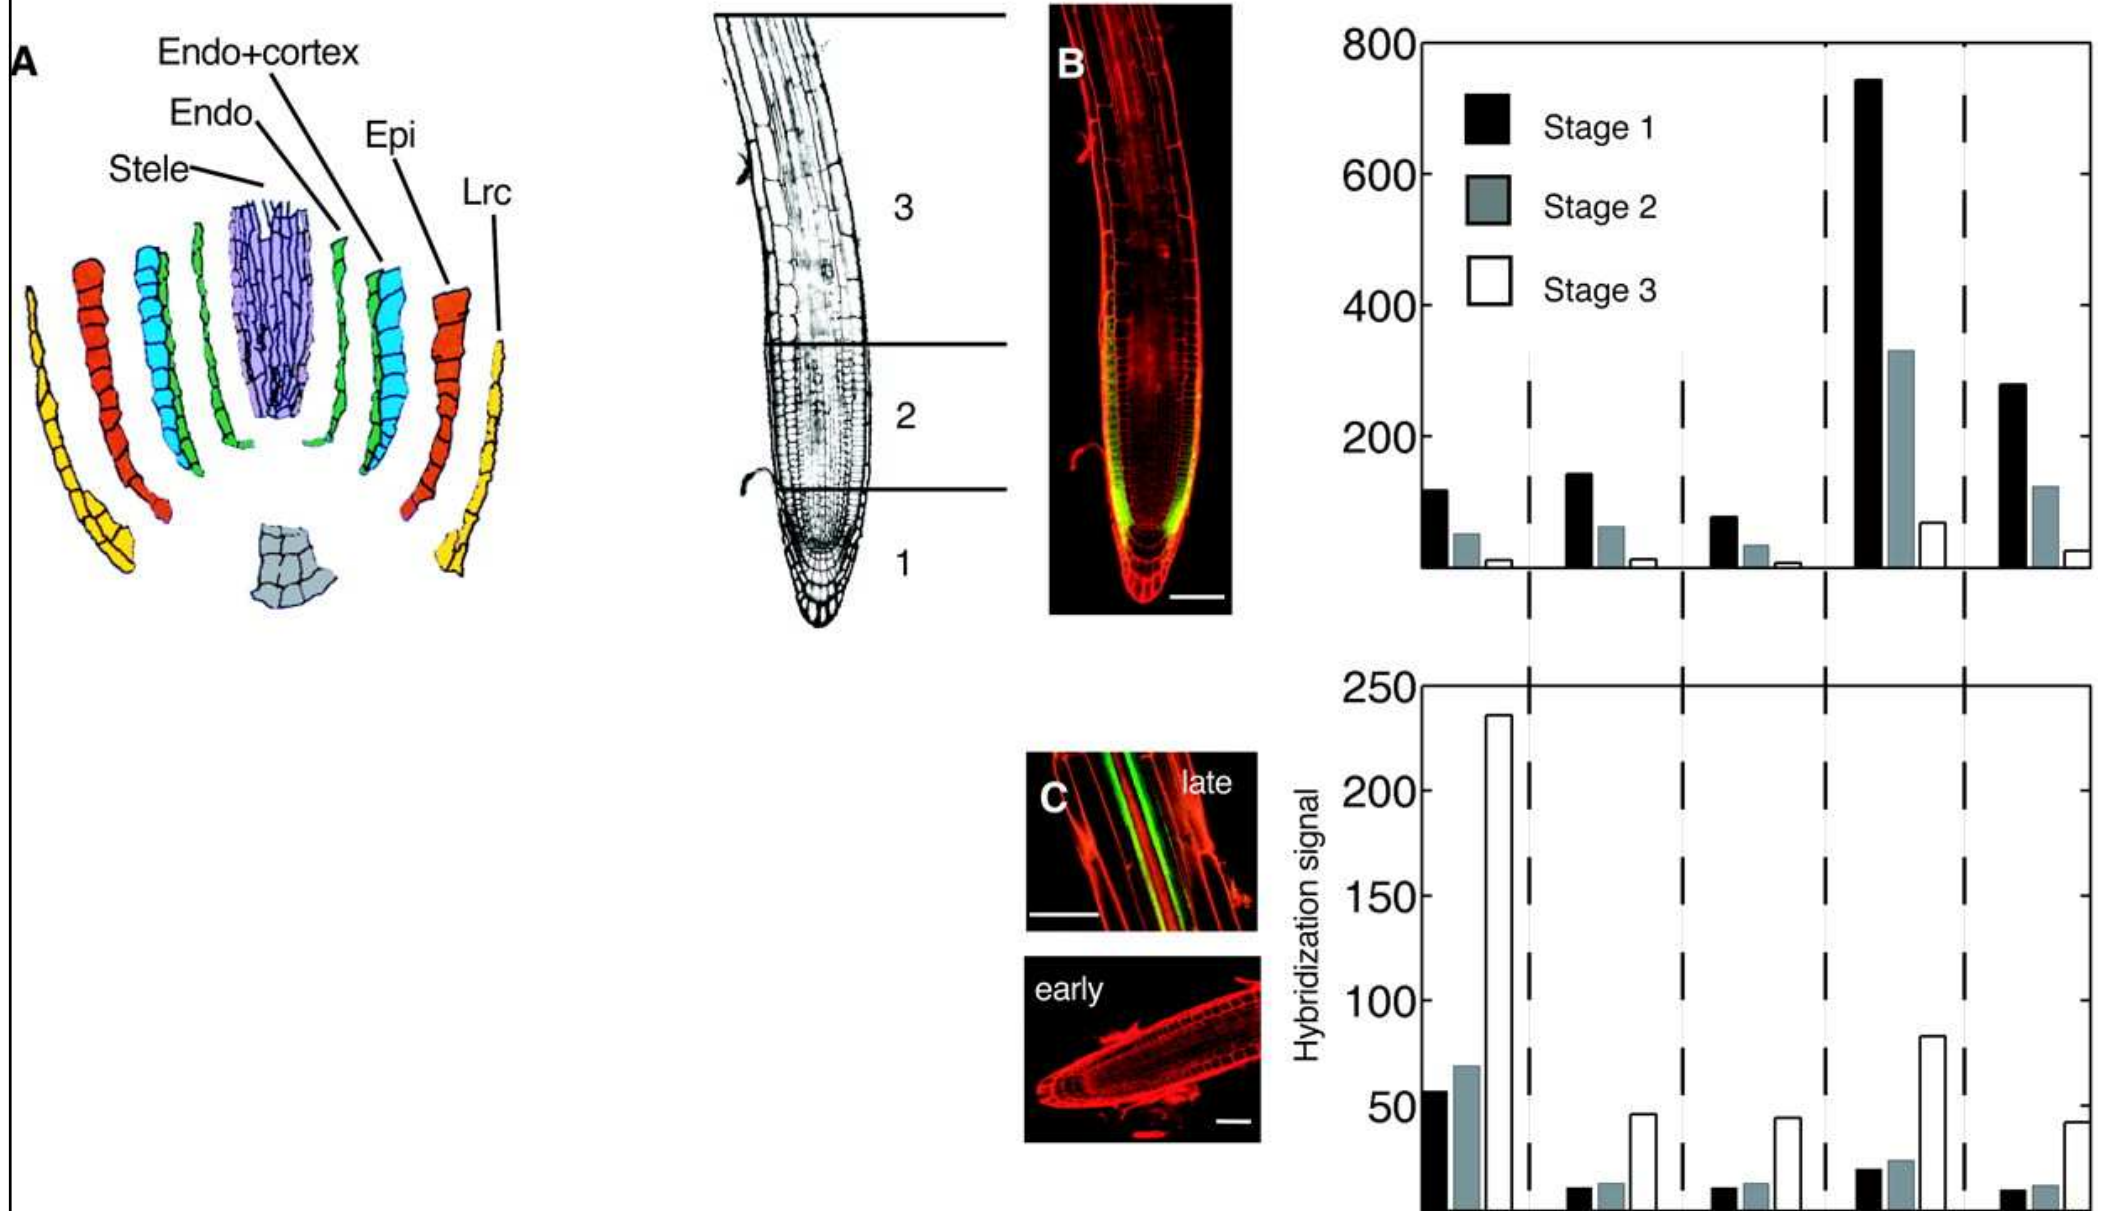 A
Endo+cortex
Endo
Epi
Stele
Lrc
3
2
1
B
800
600
400
200
Stage 1
Stage 2
Stage 3
C
late
early
Hybridization signal
250
200
150
100
50